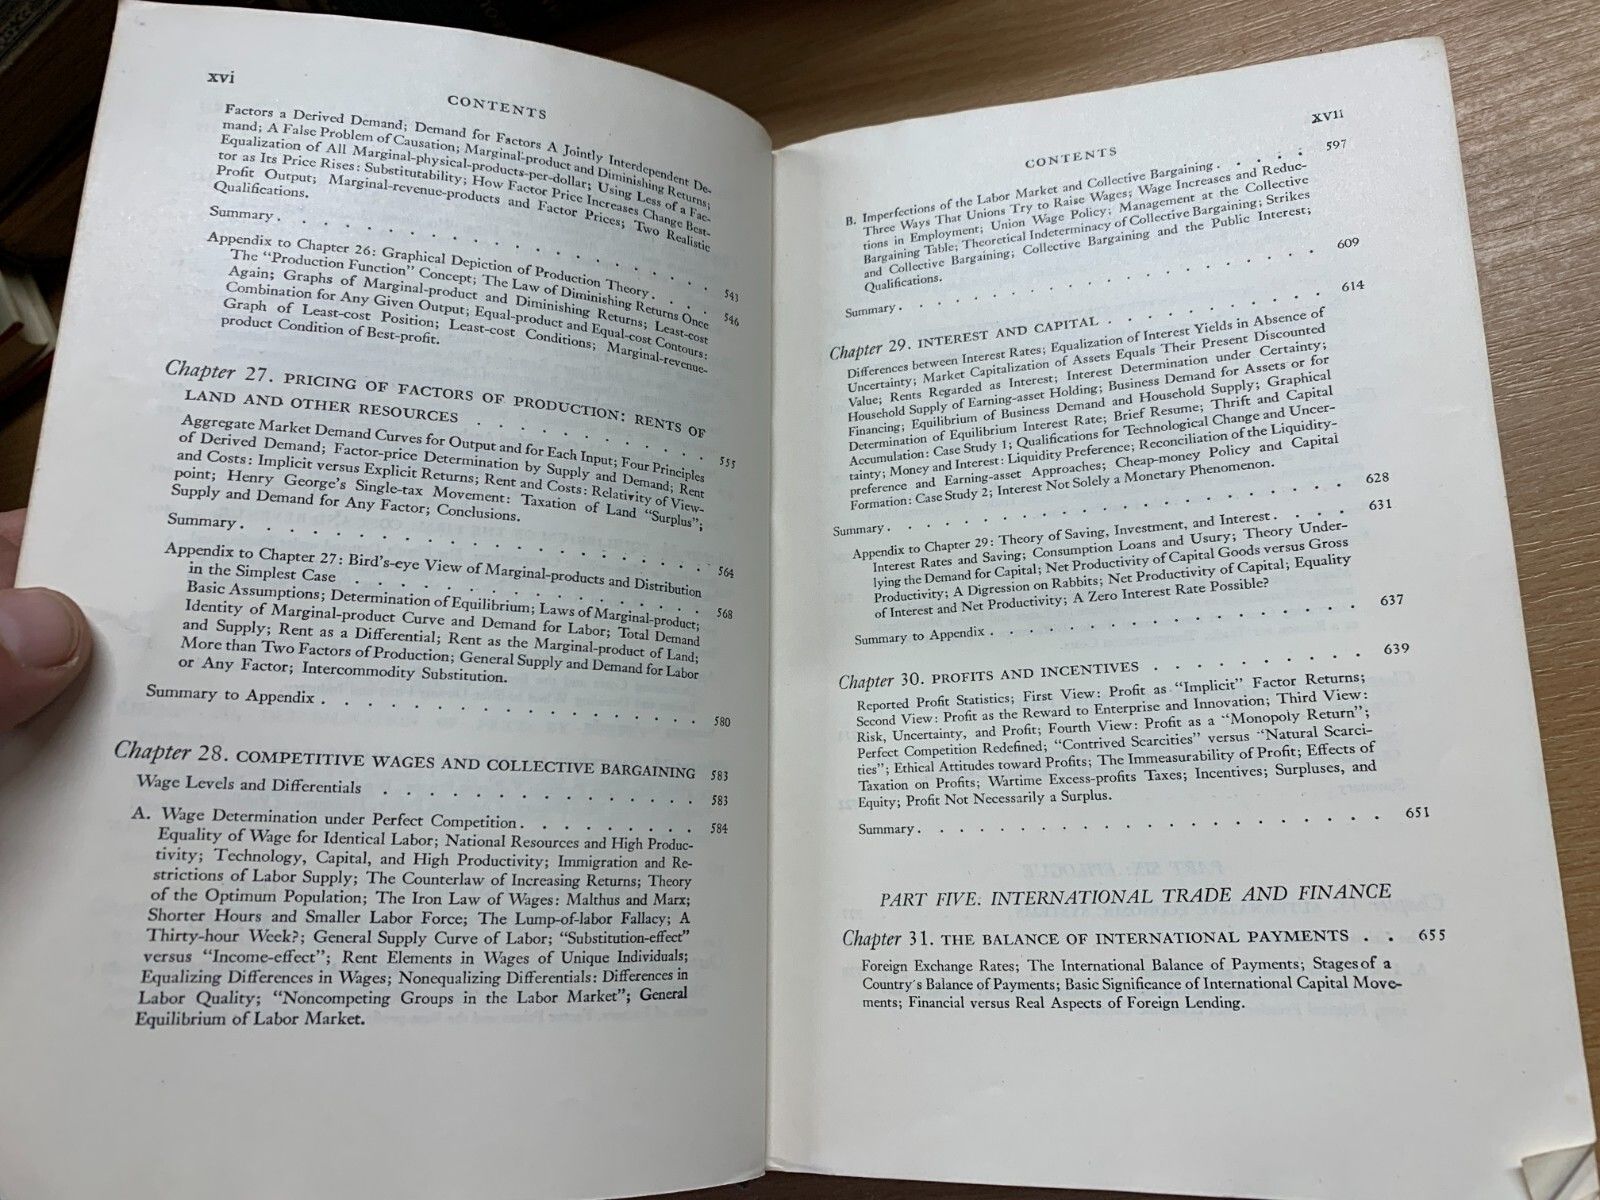 xvi
CONTENTS
Factors a Derived Demand; Demand for Factors A Jointly Interdependent De-
mand; A False Problem of Causation; Marginal-product and Diminishing Returns;
Equalization of All Marginal-physical-products-per-dollar; Using Less of a Fac-
tor as Its Price Rises: Substitutability; How Factor Price Increases Change Best-
Profit Output; Marginal-revenue-products and Factor Prices; Two Realistic
Qualifications.
Summary . . . . . . . . . . . . . . . . 543
Appendix to Chapter 26: Graphical Depiction of Production Theory . . . 546
The "Production Function" Concept; The Law of Diminishing Returns Once
Again; Graphs of Marginal-product and Diminishing Returns; Least-cost
Combination for Any Given Output; Equal-product and Equal-cost Contours:
Graph of Least-cost Position; Least-cost Conditions; Marginal-revenue-
product Condition of Best-profit.
Chapter 27. PRICING OF FACTORS OF PRODUCTION: RENTS OF
LAND AND OTHER RESOURCES . . . . . . . . . 555
Aggregate Market Demand Curves for Output and for Each Input; Four Principles
of Derived Demand; Factor-price Determination by Supply and Demand; Rent
and Costs: Implicit versus Explicit Returns; Rent and Costs: Relativity of View-
point; Henry George's Single-tax Movement: Taxation of Land "Surplus";
Supply and Demand for Any Factor; Conclusions.
Summary . . . . . . . . . . . . . . . . . . 564
Appendix to Chapter 27: Bird's-eye View of Marginal-products and Distribution
in the Simplest Case . . . . . . . . . . . . . . 568
Basic Assumptions; Determination of Equilibrium; Laws of Marginal-product;
Identity of Marginal-product Curve and Demand for Labor; Total Demand
and Supply; Rent as a Differential; Rent as the Marginal-product of Land;
More than Two Factors of Production; General Supply and Demand for Labor
or Any Factor; Intercommodity Substitution.
Summary to Appendix . . . . . . . . . . . . . . . 580
Chapter 28. COMPETITIVE WAGES AND COLLECTIVE BARGAINING 583
Wage Levels and Differentials . . . . . . . . . . . . 583
A. Wage Determination under Perfect Competition . . . . . . . . 584
Equality of Wage for Identical Labor; National Resources and High Produc-
tivity; Technology, Capital, and High Productivity; Immigration and Re-
strictions of Labor Supply; The Counterlaw of Increasing Returns; Theory
of the Optimum Population; The Iron Law of Wages: Malthus and Marx;
Shorter Hours and Smaller Labor Force; The Lump-of-labor Fallacy; A
Thirty-hour Week?; General Supply Curve of Labor; "Substitution-effect"
versus "Income-effect"; Rent Elements in Wages of Unique Individuals;
Equalizing Differences in Wages; Nonequalizing Differentials: Differences in
Labor Quality; "Noncompeting Groups in the Labor Market"; General
Equilibrium of Labor Market.
xvii
CONTENTS
B. Imperfections of the Labor Market and Collective Bargaining . . . . . 597
Three Ways That Unions Try to Raise Wages; Wage Increases and Reduc-
tions in Employment; Union Wage Policy; Management at the Collective
Bargaining Table; Theoretical Indeterminacy of Collective Bargaining; Strikes
and Collective Bargaining; Collective Bargaining and the Public Interest;
Qualifications.
Summary . . . . . . . . . . . . . . . . . . 609
Chapter 29. INTEREST AND CAPITAL . . . . . . . . . . 614
Differences between Interest Rates; Equalization of Interest Yields in Absence of
Uncertainty; Market Capitalization of Assets Equals Their Present Discounted
Value; Rents Regarded as Interest; Interest Determination under Certainty;
Household Supply of Earning-asset Holding; Business Demand for Assets or for
Financing; Equilibrium of Business Demand and Household Supply; Graphical
Determination of Equilibrium Interest Rate; Brief Resume; Thrift and Capital
Accumulation: Case Study 1; Qualifications for Technological Change and Uncer-
tainty; Money and Interest: Liquidity Preference; Reconciliation of the Liquidity-
preference and Earning-asset Approaches; Cheap-money Policy and Capital
Formation: Case Study 2; Interest Not Solely a Monetary Phenomenon.
Summary . . . . . . . . . . . . . . . . . . 628
Appendix to Chapter 29: Theory of Saving, Investment, and Interest . . . . 631
Interest Rates and Saving; Consumption Loans and Usury; Theory Under-
lying the Demand for Capital; Net Productivity of Capital Goods versus Gross
Productivity; A Digression on Rabbits; Net Productivity of Capital; Equality
of Interest and Net Productivity; A Zero Interest Rate Possible?
Summary to Appendix . . . . . . . . . . . . . . 637
Chapter 30. PROFITS AND INCENTIVES . . . . . . . . . 639
Reported Profit Statistics; First View: Profit as "Implicit" Factor Returns;
Second View: Profit as the Reward to Enterprise and Innovation; Third View:
Risk, Uncertainty, and Profit; Fourth View: Profit as a "Monopoly Return";
Perfect Competition Redefined; "Contrived Scarcities" versus "Natural Scarci-
ties"; Ethical Attitudes toward Profits; The Immeasurability of Profit; Effects of
Taxation on Profits; Wartime Excess-profits Taxes; Incentives; Surpluses, and
Equity; Profit Not Necessarily a Surplus.
Summary . . . . . . . . . . . . . . . . . . 651
PART FIVE. INTERNATIONAL TRADE AND FINANCE
Chapter 31. THE BALANCE OF INTERNATIONAL PAYMENTS . . 655
Foreign Exchange Rates; The International Balance of Payments; Stages of a
Country's Balance of Payments; Basic Significance of International Capital Move-
ments; Financial versus Real Aspects of Foreign Lending.